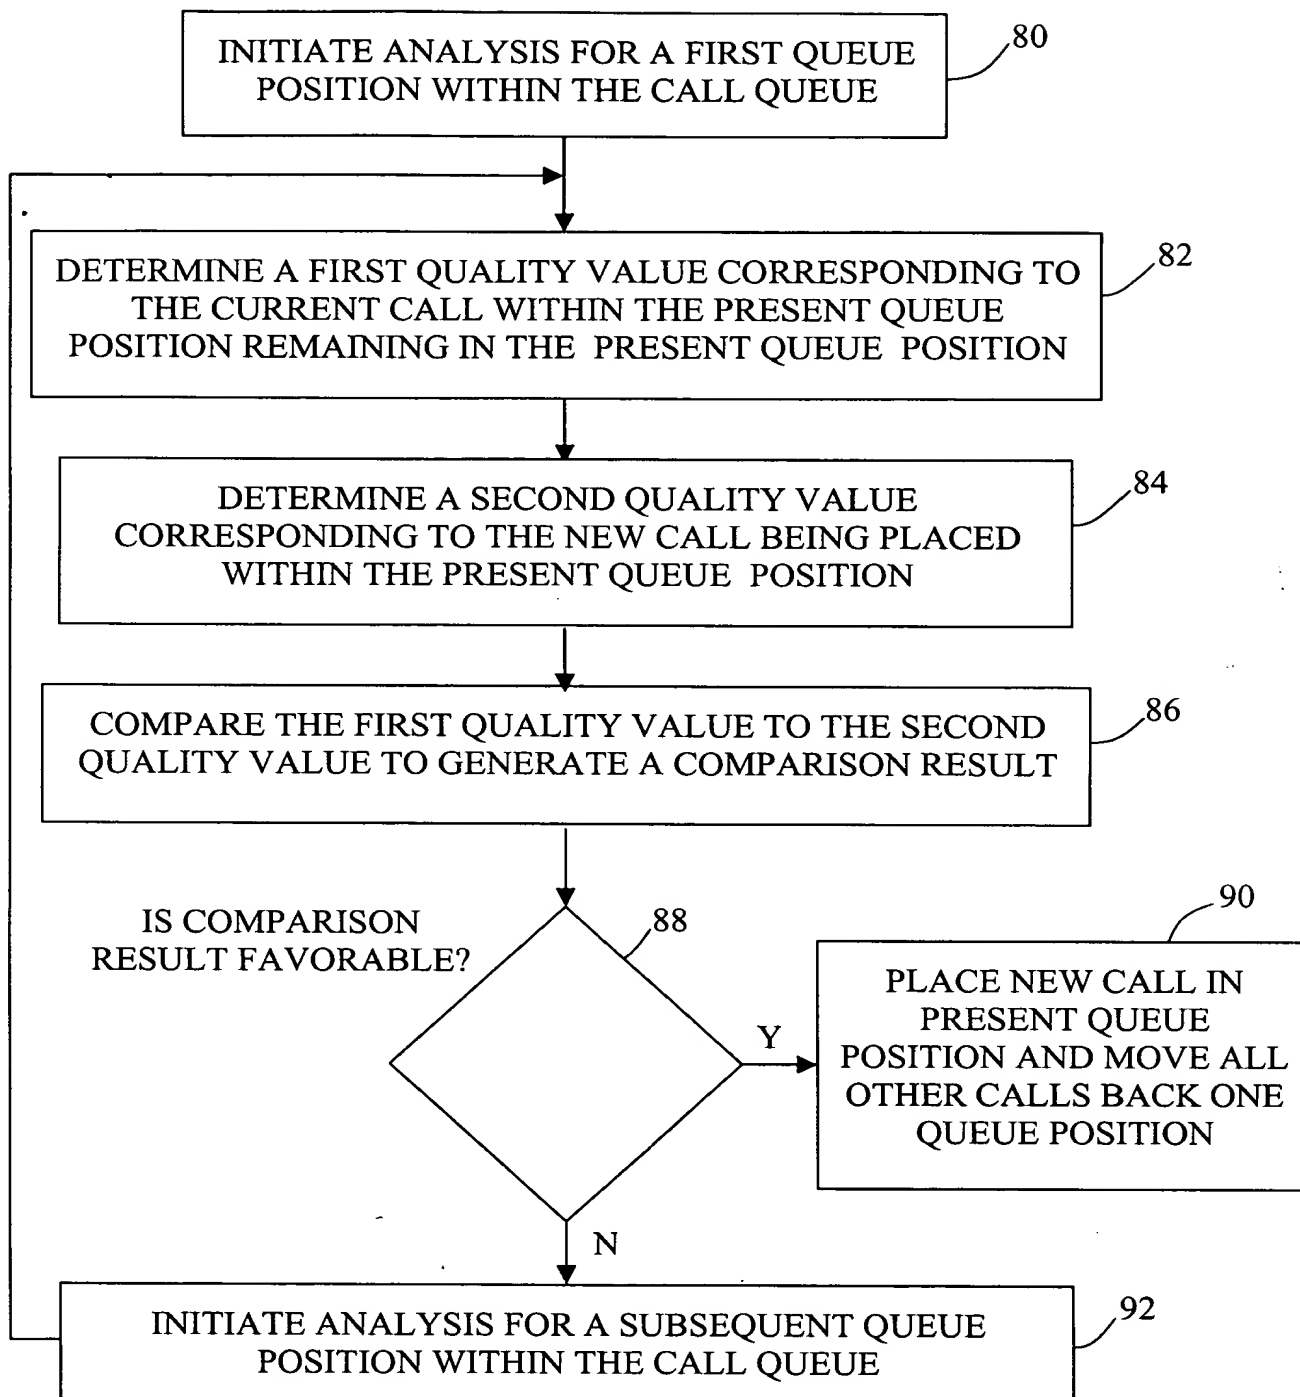 INITIATE ANALYSIS FOR A FIRST QUEUE
POSITION WITHIN THE CALL QUEUE
80
DETERMINE A FIRST QUALITY VALUE CORRESPONDING TO
THE CURRENT CALL WITHIN THE PRESENT QUEUE
POSITION REMAINING IN THE PRESENT QUEUE POSITION
82
DETERMINE A SECOND QUALITY VALUE
CORRESPONDING TO THE NEW CALL BEING PLACED
WITHIN THE PRESENT QUEUE POSITION
84
COMPARE THE FIRST QUALITY VALUE TO THE SECOND
QUALITY VALUE TO GENERATE A COMPARISON RESULT
86
IS COMPARISON
RESULT FAVORABLE?
88
Y
90
PLACE NEW CALL IN
PRESENT QUEUE
POSITION AND MOVE ALL
OTHER CALLS BACK ONE
QUEUE POSITION
N
INITIATE ANALYSIS FOR A SUBSEQUENT QUEUE
POSITION WITHIN THE CALL QUEUE
92